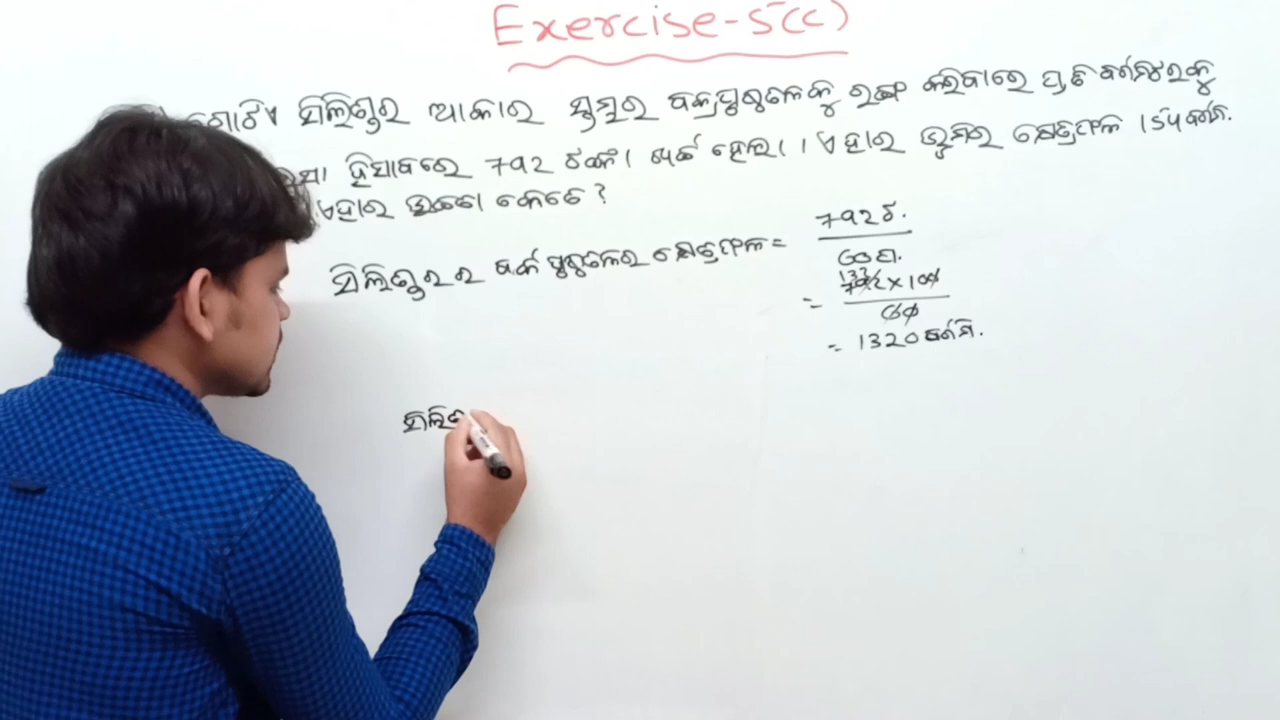 Exercise-5(c)
ଗୋଟିଏ ସିଲିଣ୍ଡର ଆକାର ସ୍ତମ୍ଭର ବକ୍ରପୃଷ୍ଠତଳକୁ ରଙ୍ଗ କରିବାରେ ପ୍ରତି ବର୍ଗମିଟରକୁ
ହିସାବରେ 792 ଟଙ୍କା ଖର୍ଚ୍ଚ ହେଲା । ଏହାର ଭୂମିର କ୍ଷେତ୍ରଫଳ 154 ବର୍ଗମି.
ଏହାର ଉଚ୍ଚତା କେତେ ?
ସିଲିଣ୍ଡରର ବକ୍ର ପୃଷ୍ଠତଳର କ୍ଷେତ୍ରଫଳ = 792ଟ.
60ପ.
132
= 792 × 100
60
= 1320 ବର୍ଗମି.
ସିଲିଣ୍ଡ